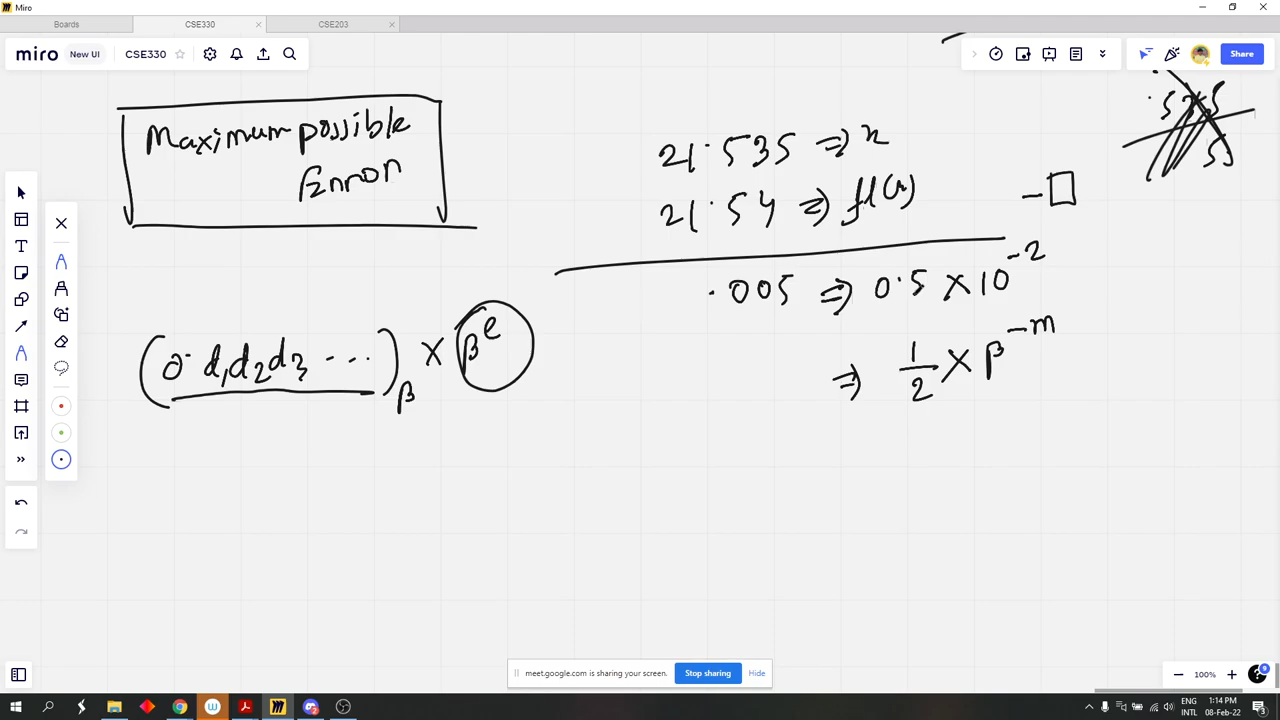 Miro
Boards
CSE330
CSE203
miro
New UI
CSE330
Share
Maximum possible
Error
21.535 ⇒ x
21.54 ⇒ fl(x)
- □
.005 ⇒ 0.5 × 10^-2
⇒ 1/2 × β^-m
(0.d1d2d3 ...)β × β^e
meet.google.com is sharing your screen.
Stop sharing
Hide
100%
ENG
INTL
1:14 PM
08-Feb-22